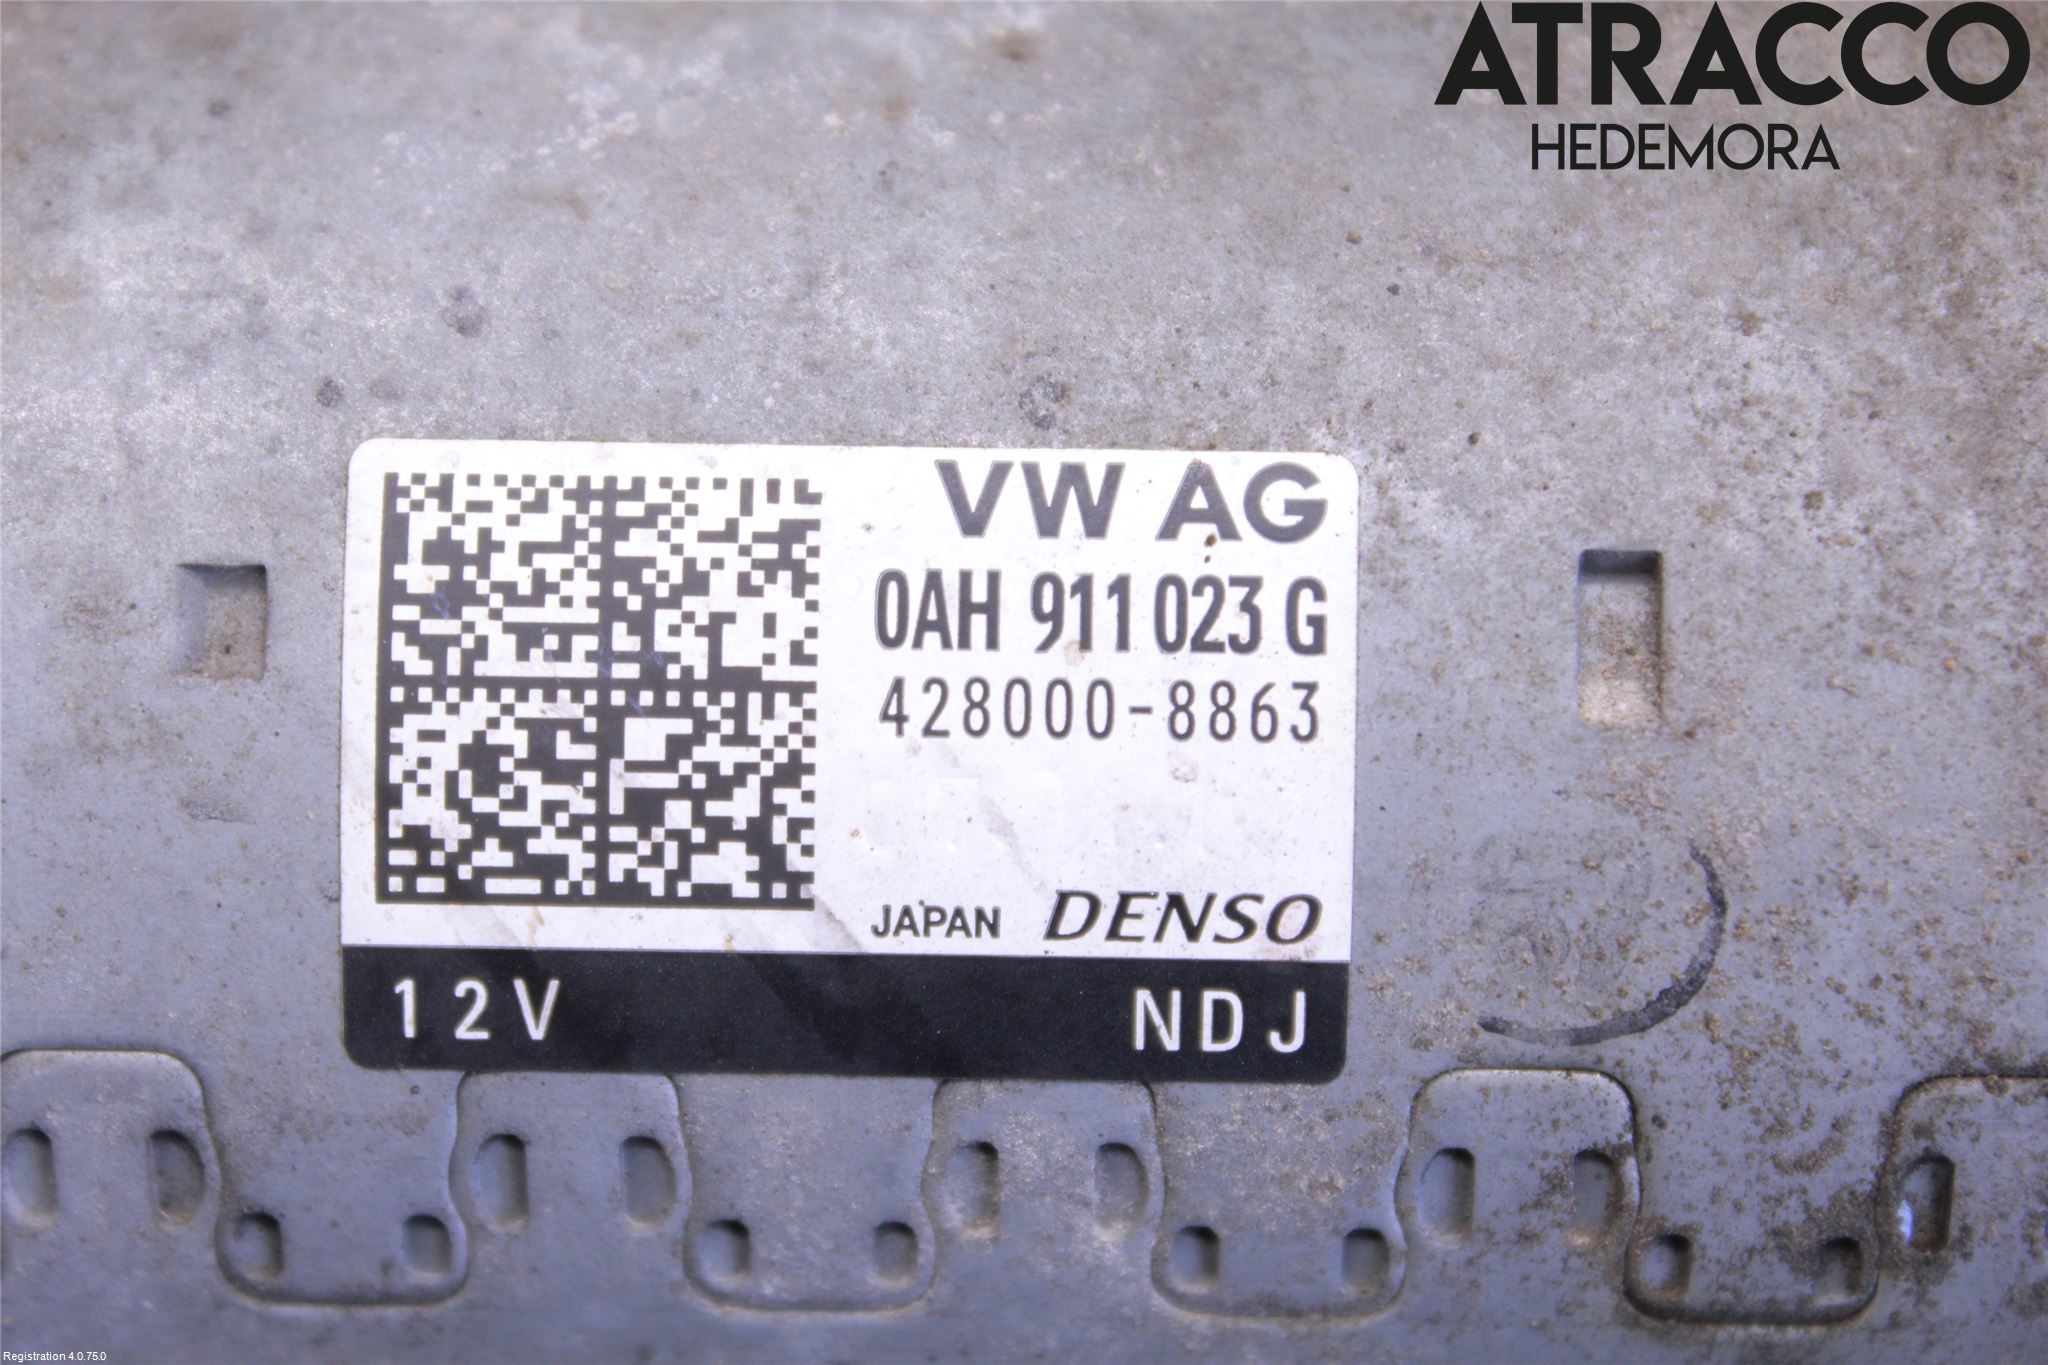 ATRACCO
HEDEMORA
VW AG
0AH 911 023 G
428000-8863
JAPAN DENSO
12V NDJ
Registration 4.0.75.0